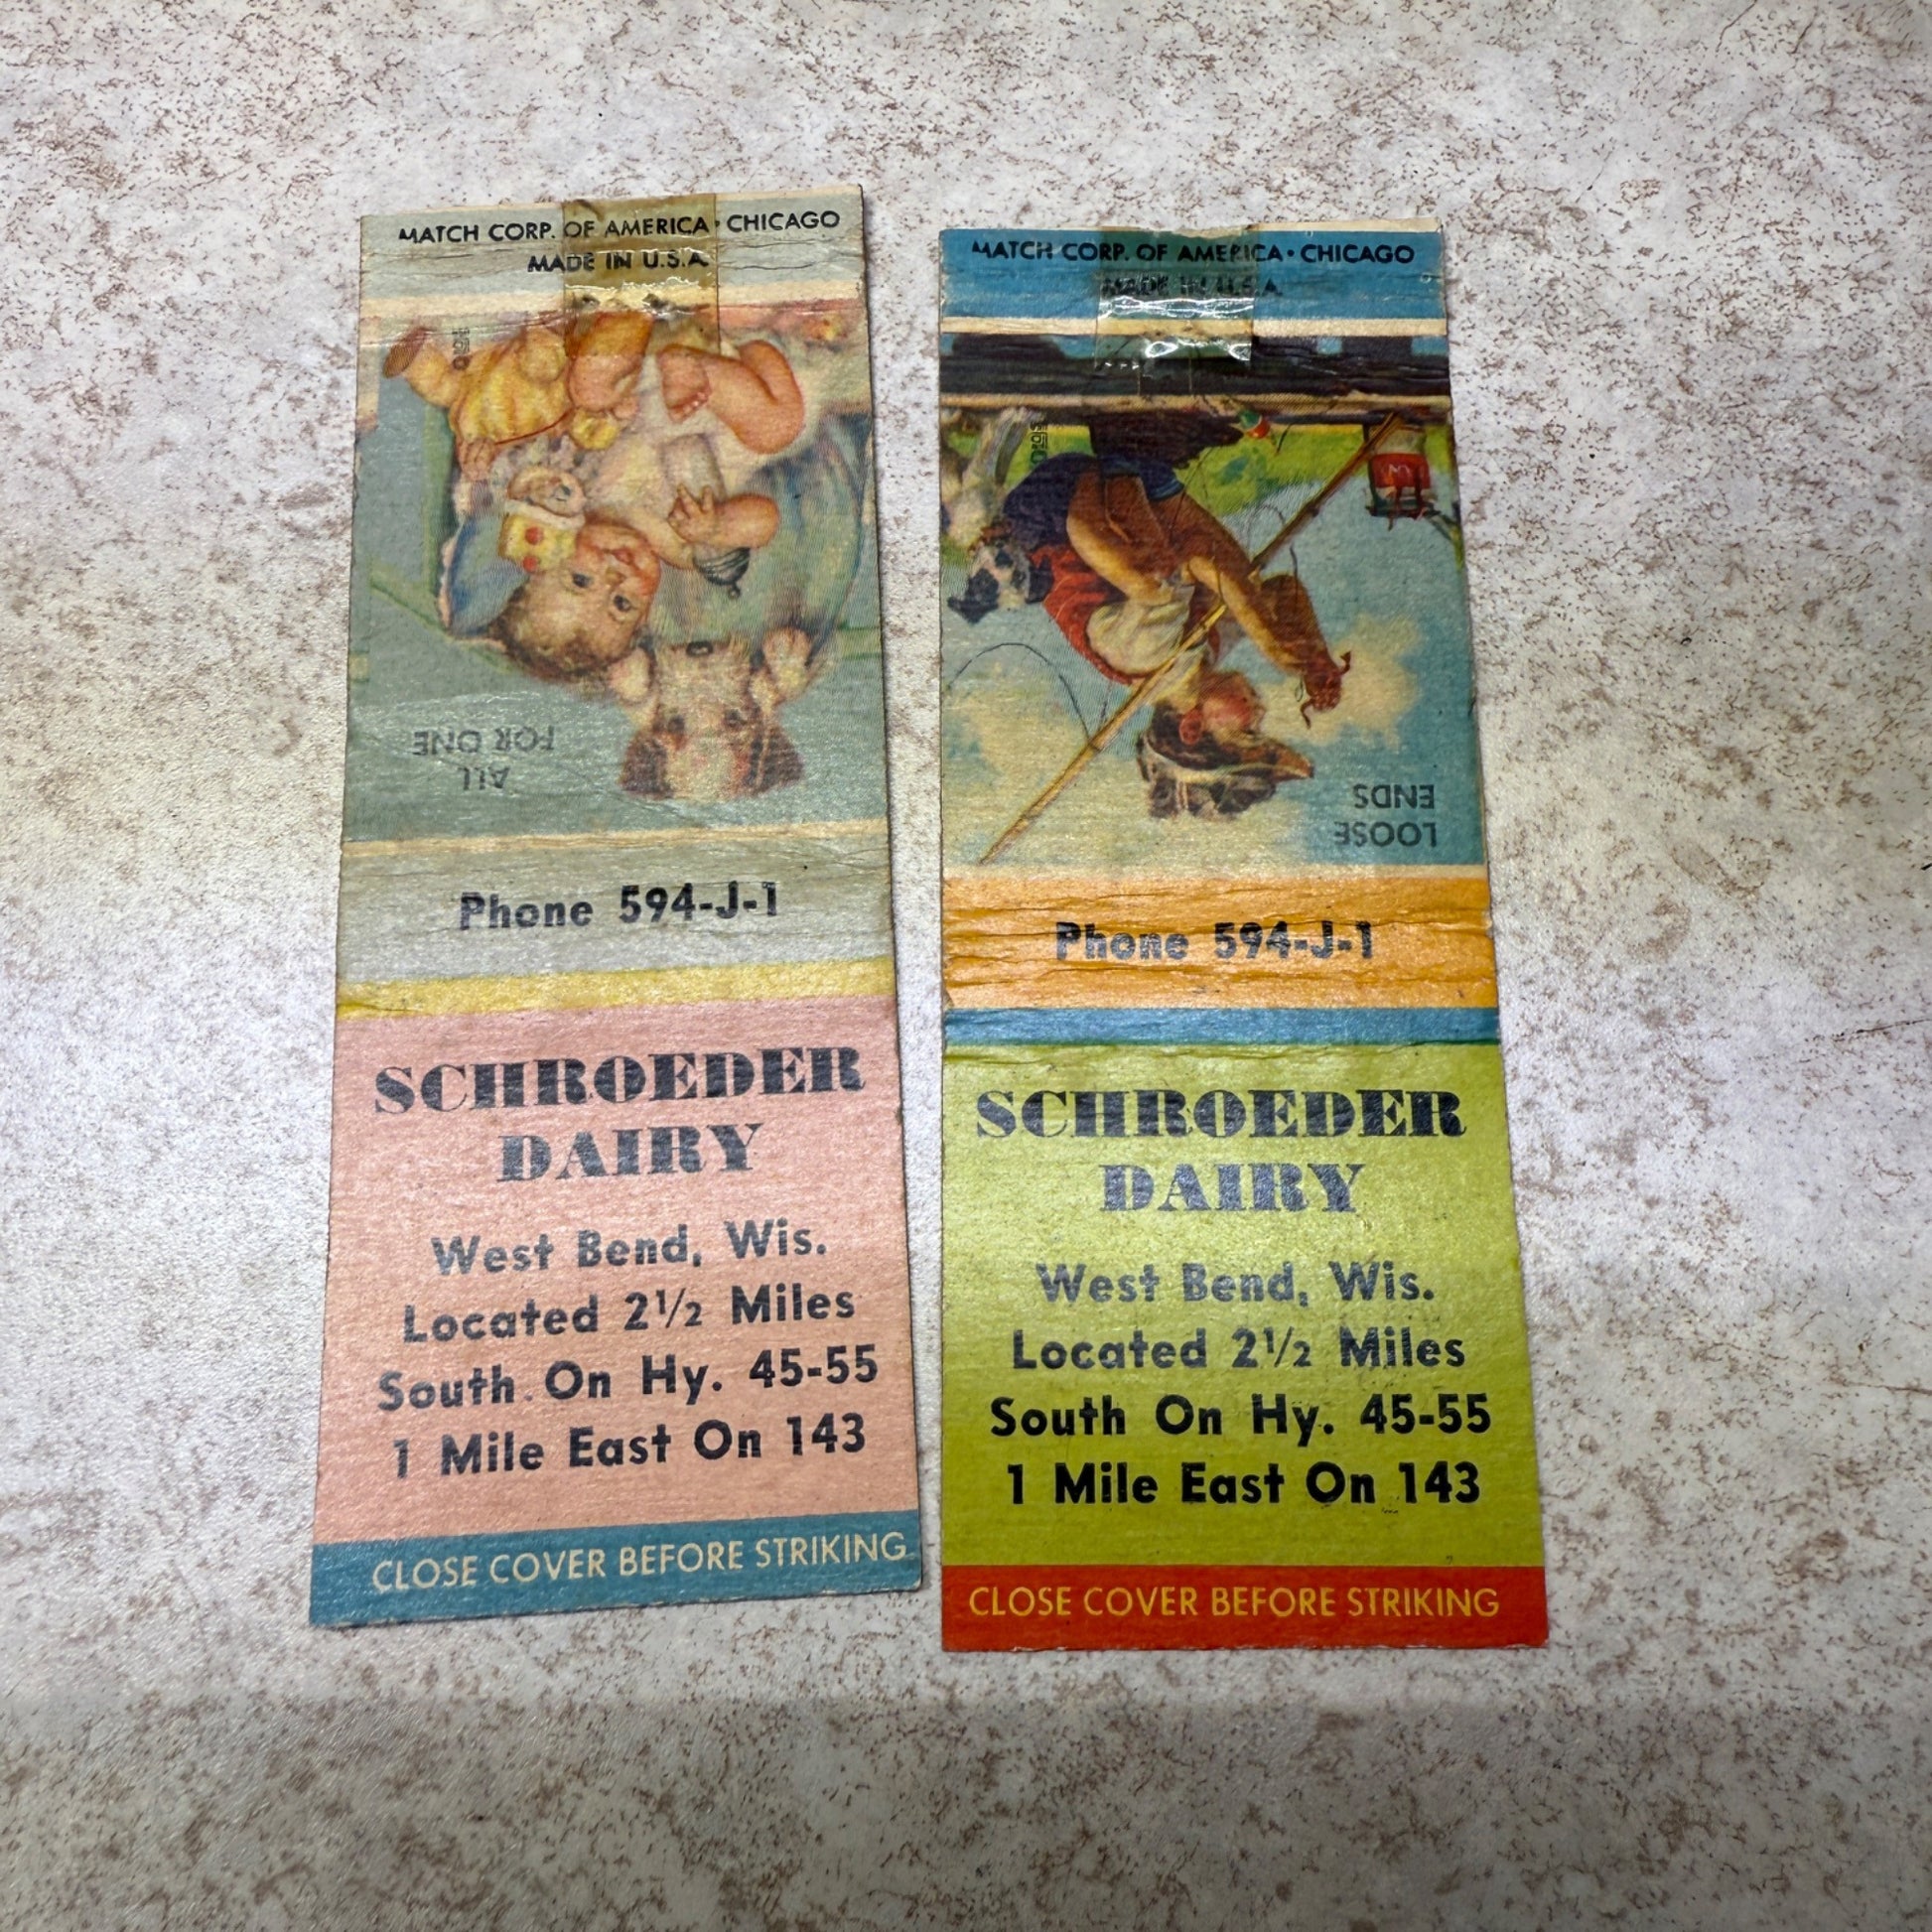 MATCH CORP. OF AMERICA • CHICAGO
MADE IN U.S.A.
ALL
FOR ONE
Phone 594-J-1
SCHROEDER
DAIRY
West Bend, Wis.
Located 2½ Miles
South On Hy. 45-55
1 Mile East On 143
CLOSE COVER BEFORE STRIKING
MATCH CORP. OF AMERICA • CHICAGO
MADE IN U.S.A.
LOOSE
ENDS
Phone 594-J-1
SCHROEDER
DAIRY
West Bend, Wis.
Located 2½ Miles
South On Hy. 45-55
1 Mile East On 143
CLOSE COVER BEFORE STRIKING